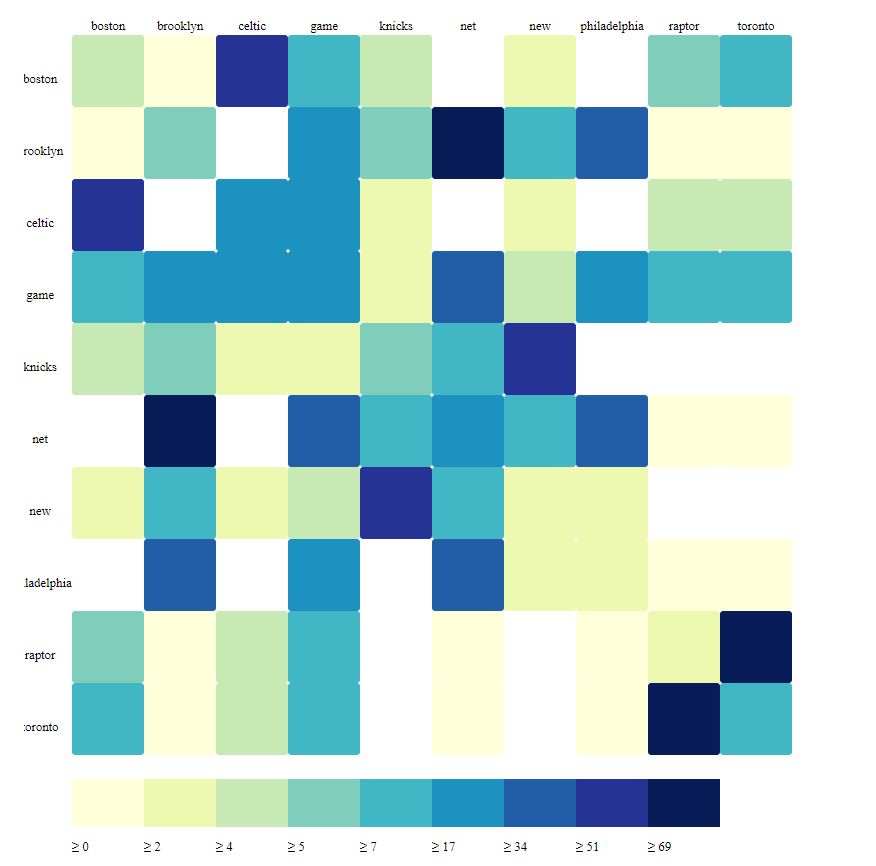 boston brooklyn celtic game knicks net new philadelphia raptor toronto
boston
rooklyn
celtic
game
knicks
net
new
ladelphia
raptor
oronto
≥ 0 ≥ 2 ≥ 4 ≥ 5 ≥ 7 ≥ 17 ≥ 34 ≥ 51 ≥ 69